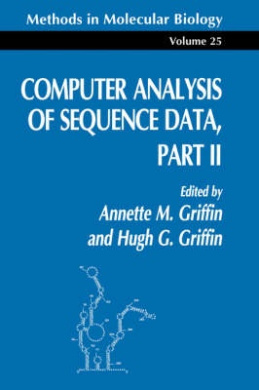 Methods in Molecular Biology
Volume 25
COMPUTER ANALYSIS
OF SEQUENCE DATA,
PART II
Edited by
Annette M. Griffin
and Hugh G. Griffin